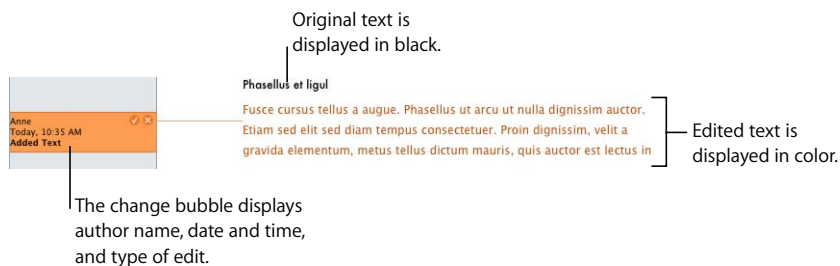 Original text is
displayed in black.
Phasellus et ligul
Fusce cursus tellus a augue. Phasellus ut arcu ut nulla dignissim auctor.
Etiam sed elit sed diam tempus consectetuer. Proin dignissim, velit a
gravida elementum, metus tellus dictum mauris, quis auctor est lectus in
Anne
Today, 10:35 AM
Added Text
Edited text is
displayed in color.
The change bubble displays
author name, date and time,
and type of edit.